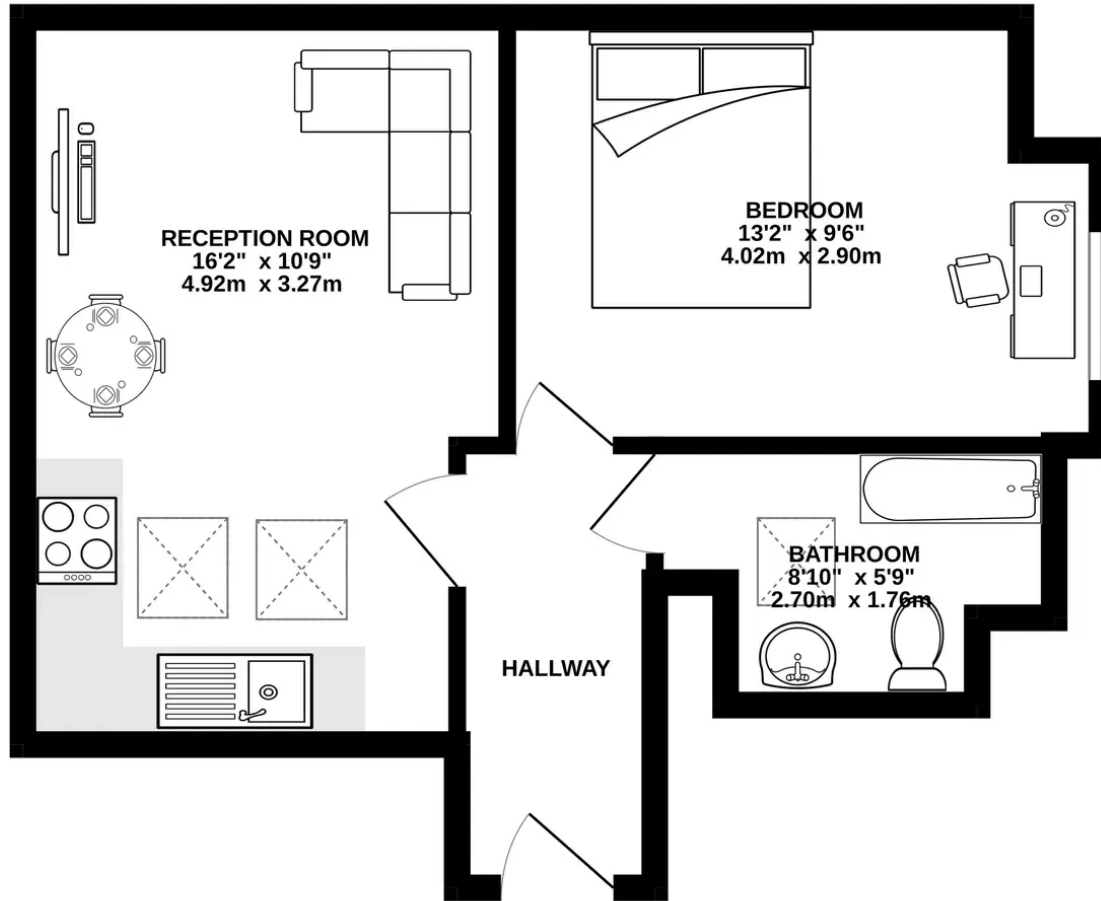 RECEPTION ROOM
16'2" x 10'9"
4.92m x 3.27m
BEDROOM
13'2" x 9'6"
4.02m x 2.90m
BATHROOM
8'10" x 5'9"
2.70m x 1.76m
HALLWAY